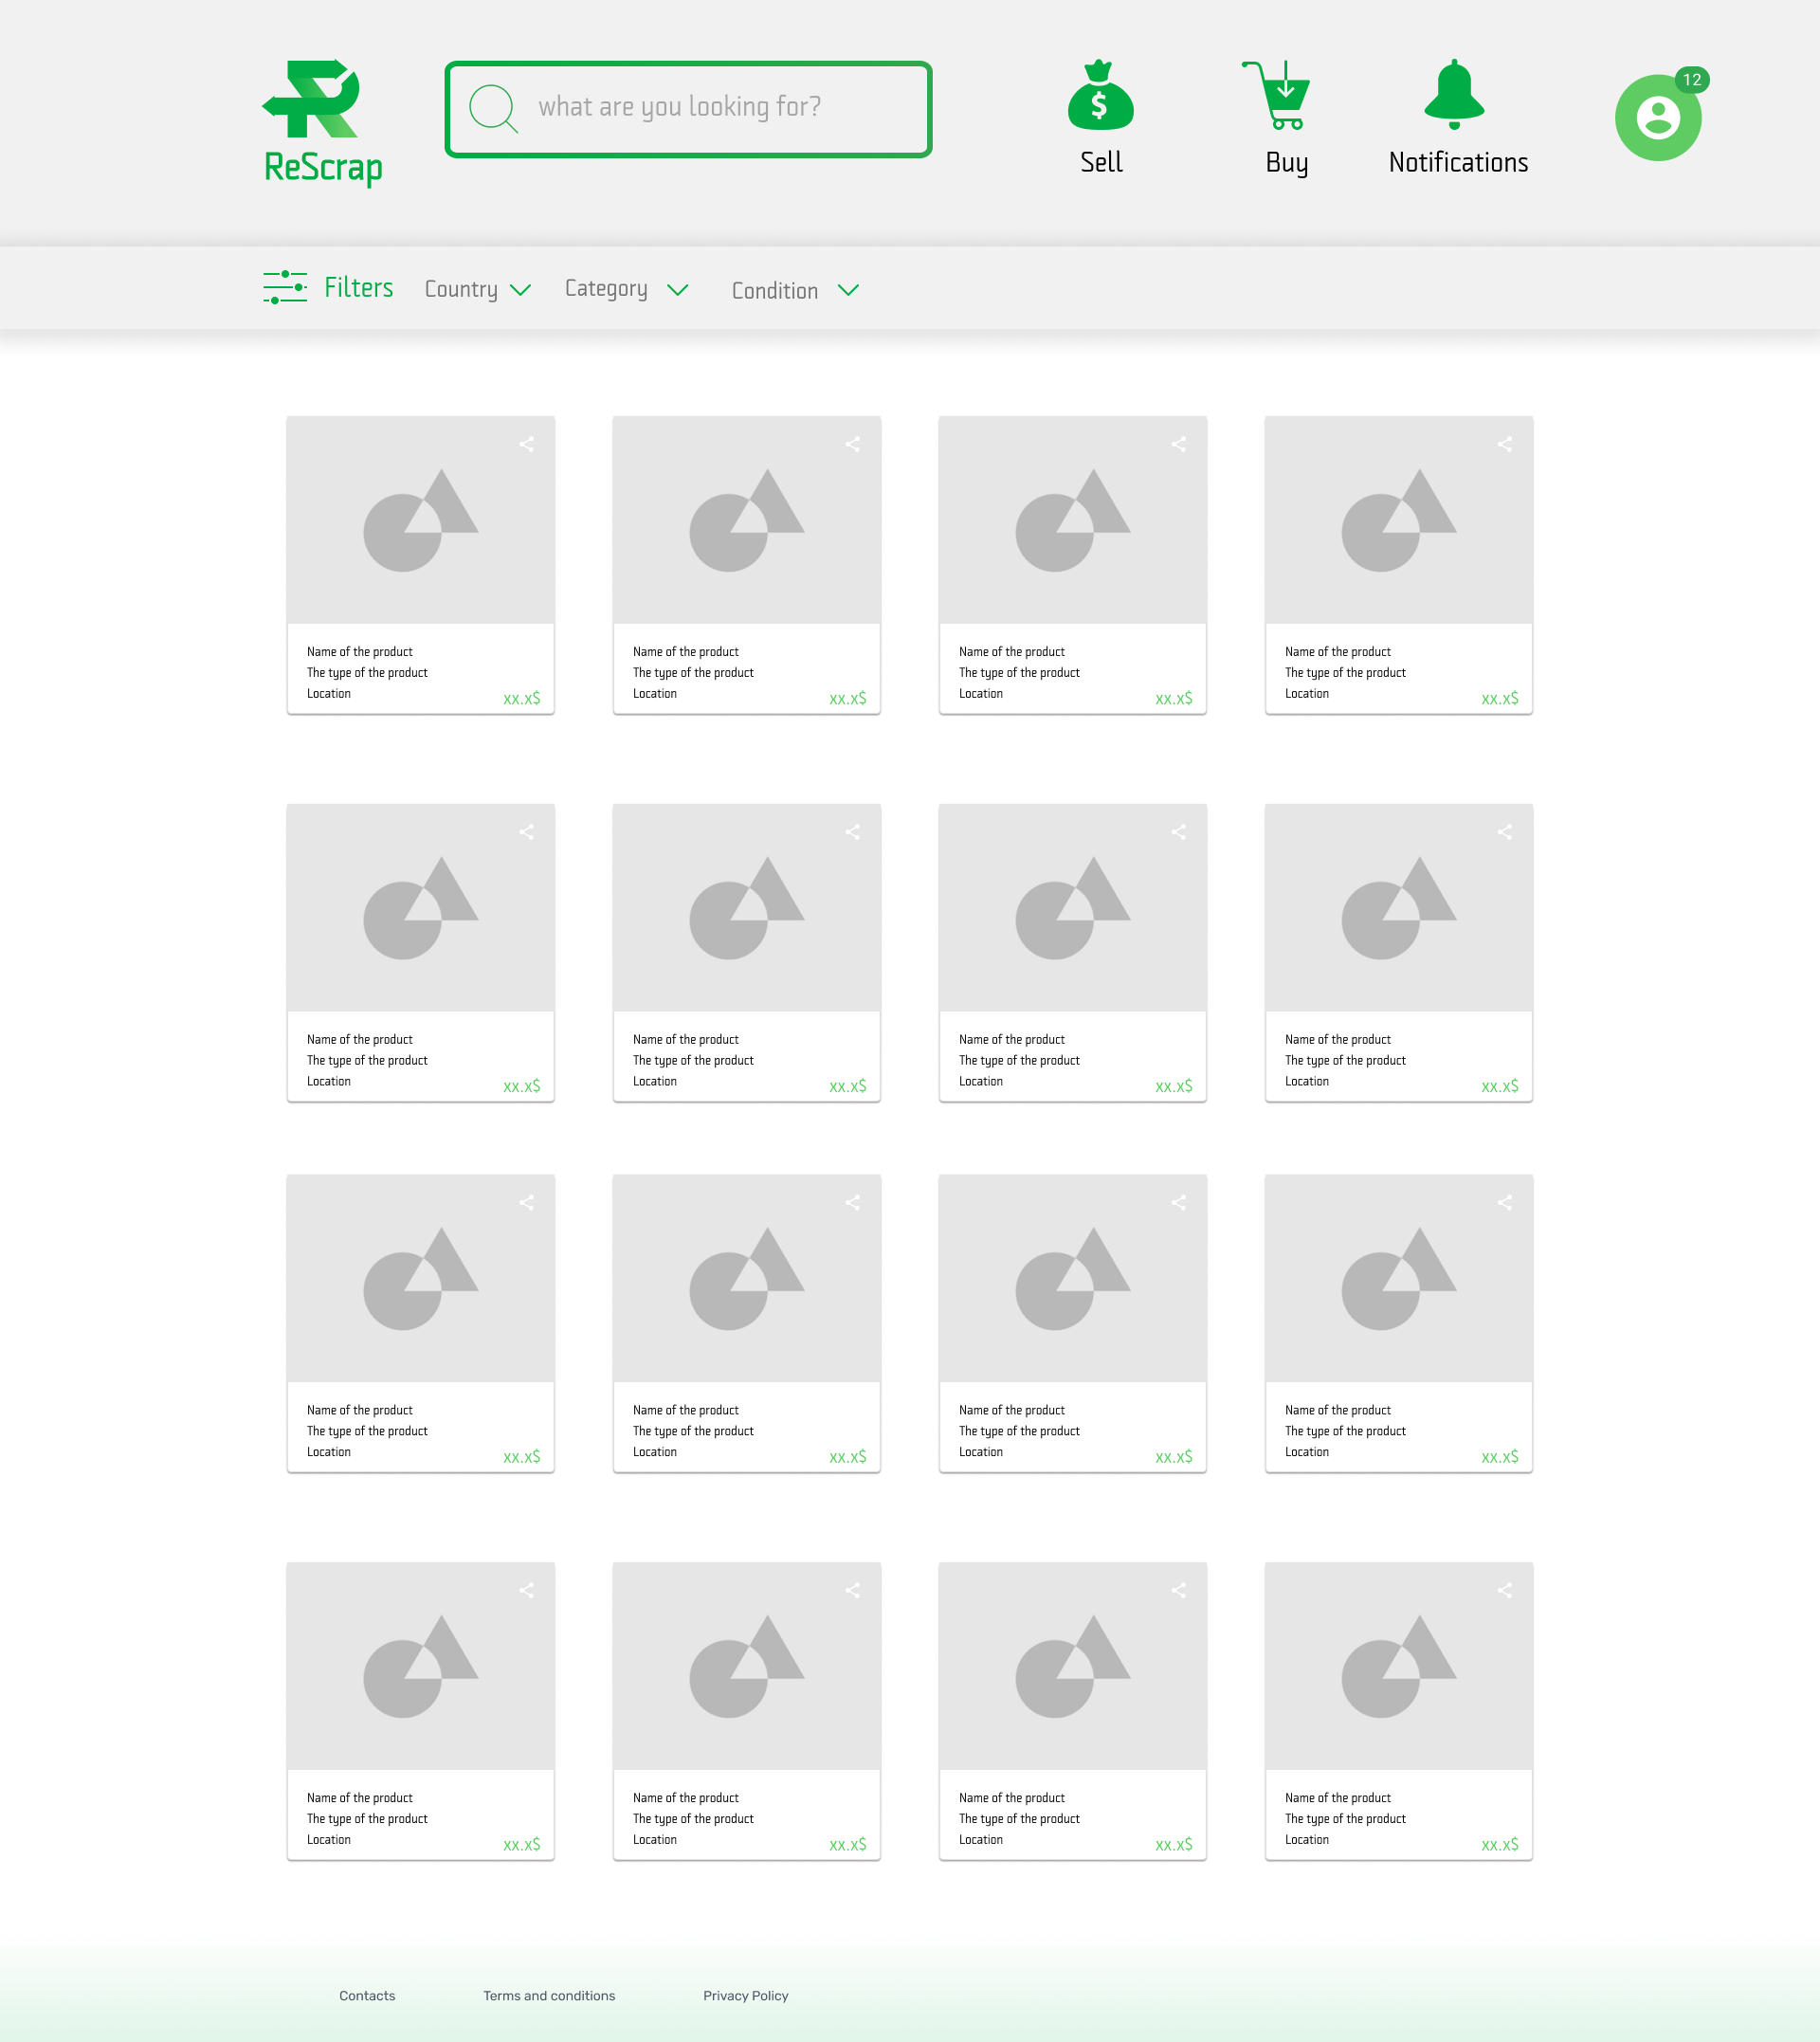 12
what are you looking for?
ReScrap
Sell
Buy
Notifications
Filters
Country
Category
Condition
Name of the product
The type of the product
Location
xx.x$
Name of the product
The type of the product
Location
xx.x$
Name of the product
The type of the product
Location
xx.x$
Name of the product
The type of the product
Location
xx.x$
Name of the product
The type of the product
Location
xx.x$
Name of the product
The type of the product
Location
xx.x$
Name of the product
The type of the product
Location
xx.x$
Name of the product
The type of the product
Location
xx.x$
Name of the product
The type of the product
Location
xx.x$
Name of the product
The type of the product
Location
xx.x$
Name of the product
The type of the product
Location
xx.x$
Name of the product
The type of the product
Location
xx.x$
Name of the product
The type of the product
Location
xx.x$
Name of the product
The type of the product
Location
xx.x$
Name of the product
The type of the product
Location
xx.x$
Name of the product
The type of the product
Location
xx.x$
Contacts
Terms and conditions
Privacy Policy